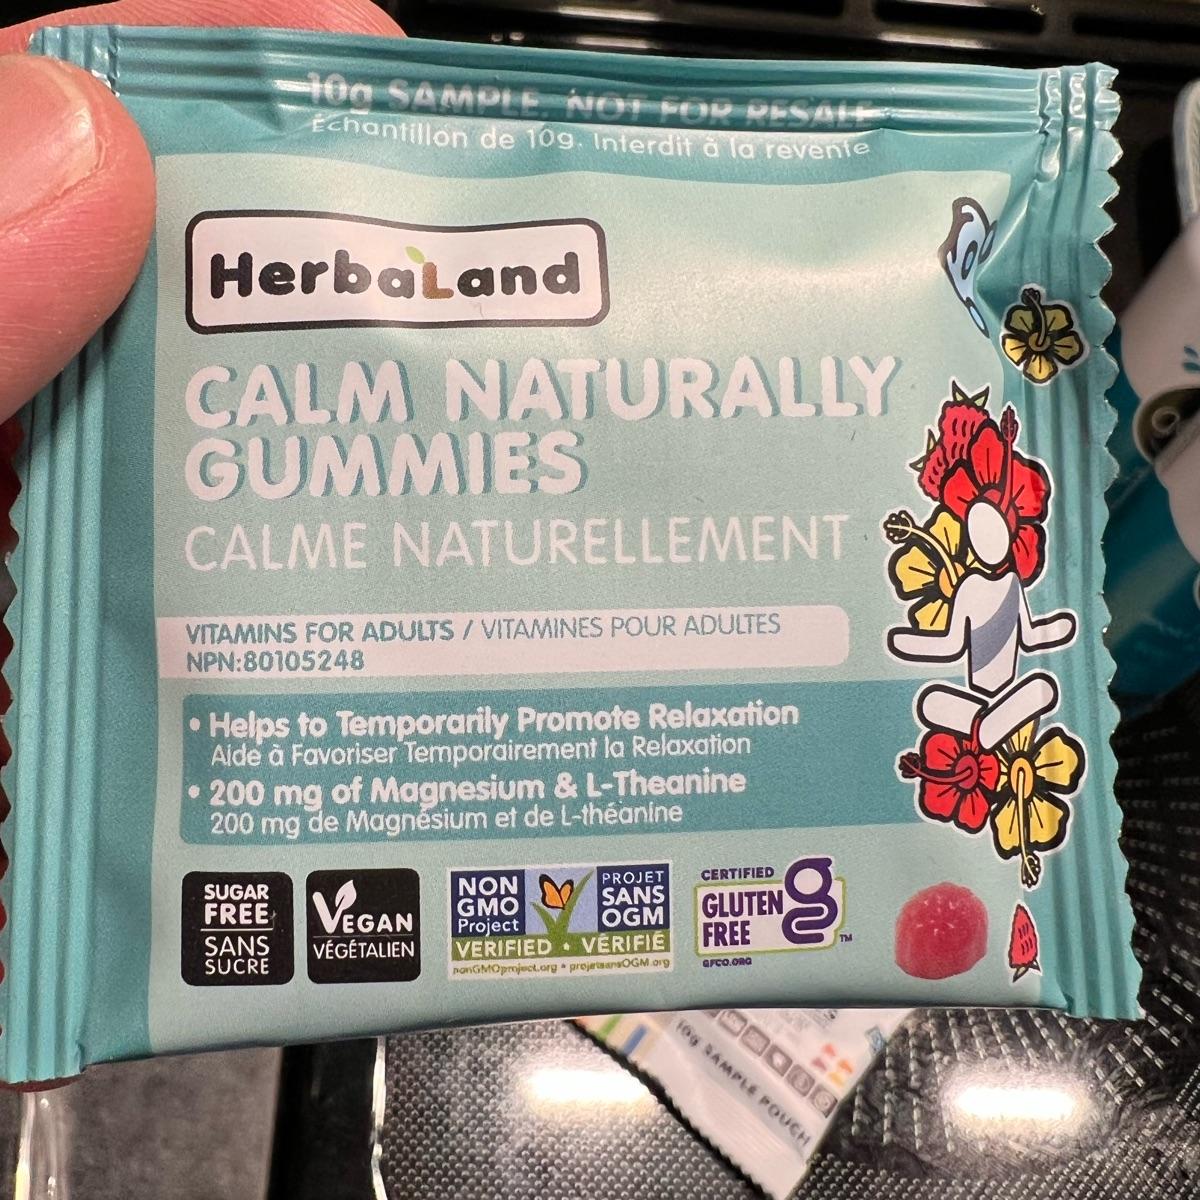 10g SAMPLE. NOT FOR RESALE
Échantillon de 10g. Interdit à la revente
HerbaLand
CALM NATURALLY
GUMMIES
CALME NATURELLEMENT
VITAMINS FOR ADULTS / VITAMINES POUR ADULTES
NPN:80105248
• Helps to Temporarily Promote Relaxation
Aide à Favoriser Temporairement la Relaxation
• 200 mg of Magnesium & L-Theanine
200 mg de Magnésium et de L-théanine
SUGAR
FREE
SANS
SUCRE
VEGAN
VÉGÉTALIEN
NON
GMO
Project
VERIFIED • VÉRIFIÉ
PROJET
SANS
OGM
nonGMOproject.org • projetsansOGM.org
CERTIFIED
GLUTEN
FREE
g
TM
GFCO.ORG
10g SAMPLE POUCH